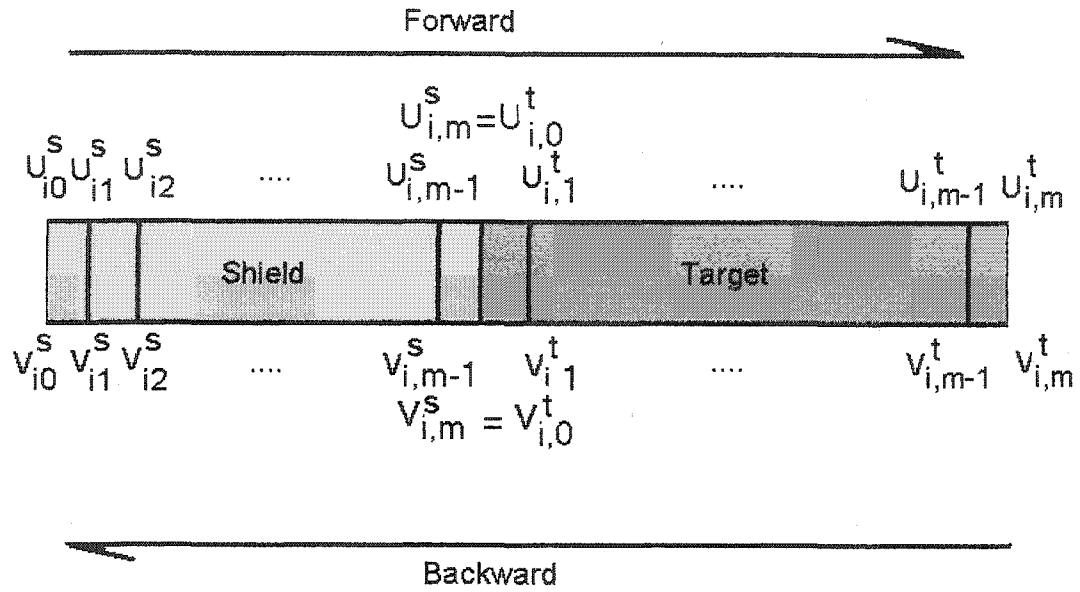 Forward
U^s_{i,m}=U^t_{i,0}
U^s_{i0} U^s_{i1} U^s_{i2} .... U^s_{i,m-1} U^t_{i,1} .... U^t_{i,m-1} U^t_{i,m}
Shield Target
V^s_{i0} V^s_{i1} V^s_{i2} .... V^s_{i,m-1} V^t_{i 1} .... V^t_{i,m-1} V^t_{i,m}
V^s_{i,m} = V^t_{i,0}
Backward